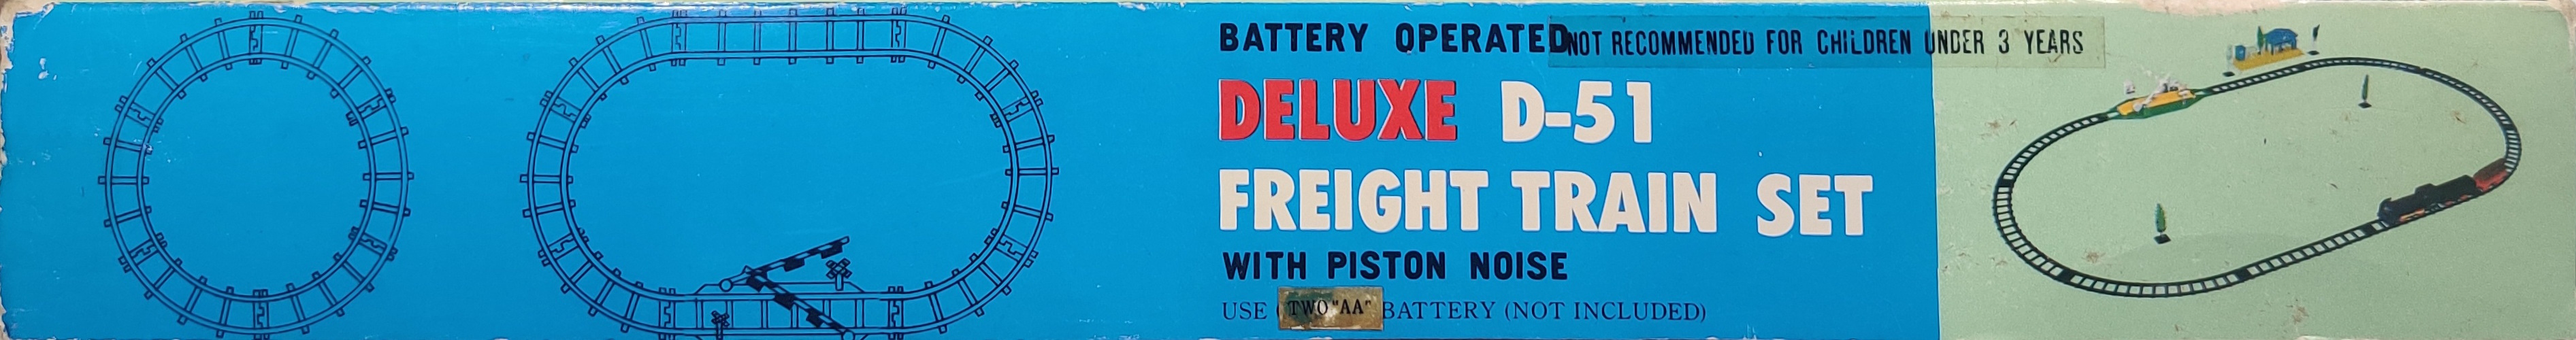 BATTERY OPERATED NOT RECOMMENDED FOR CHILDREN UNDER 3 YEARS
DELUXE D-51
FREIGHT TRAIN SET
WITH PISTON NOISE
USE ( TWO "AA" BATTERY (NOT INCLUDED)